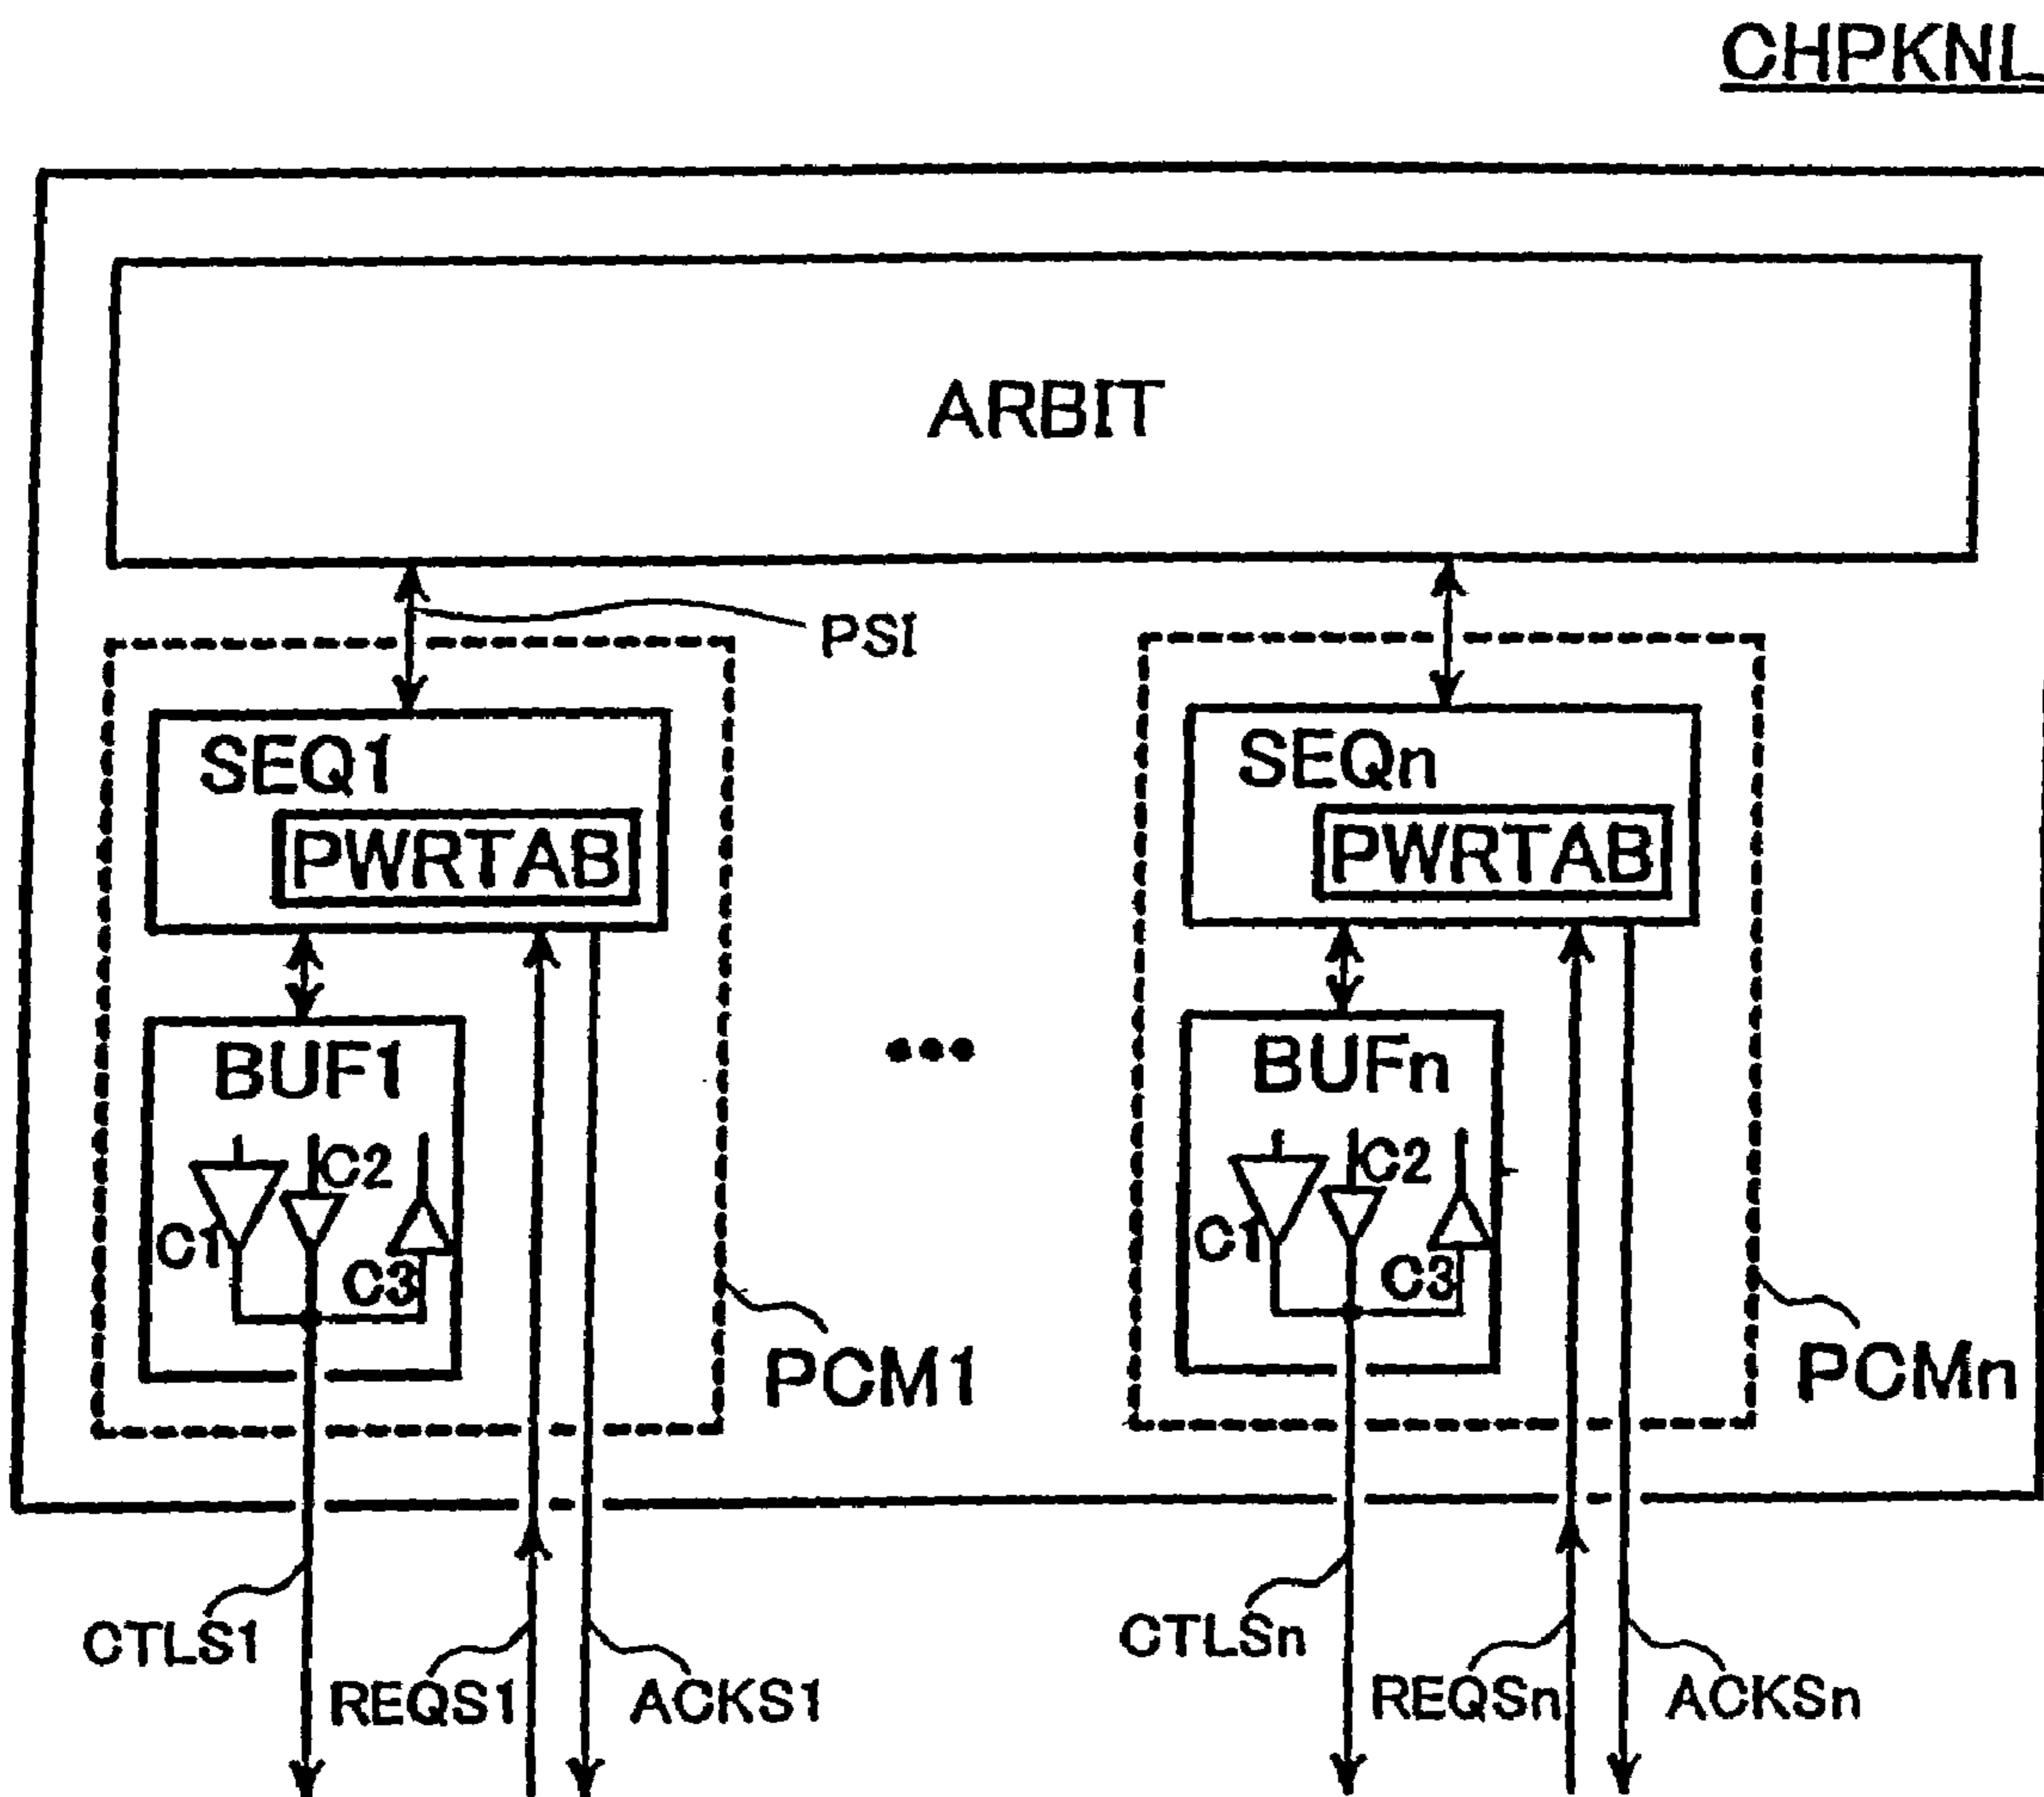 CHPKNL
ARBIT
PSI
SEQ1
PWRTAB
SEQn
PWRTAB
BUF1
C2
C1
C3
•••
BUFn
C2
C1
C3
PCM1
PCMn
CTLS1
REQS1
ACKS1
CTLSn
REQSn
ACKSn